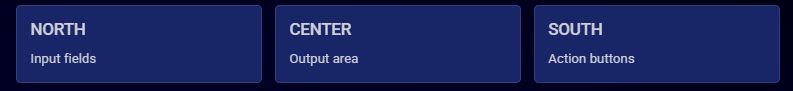 NORTH
Input fields
CENTER
Output area
SOUTH
Action buttons